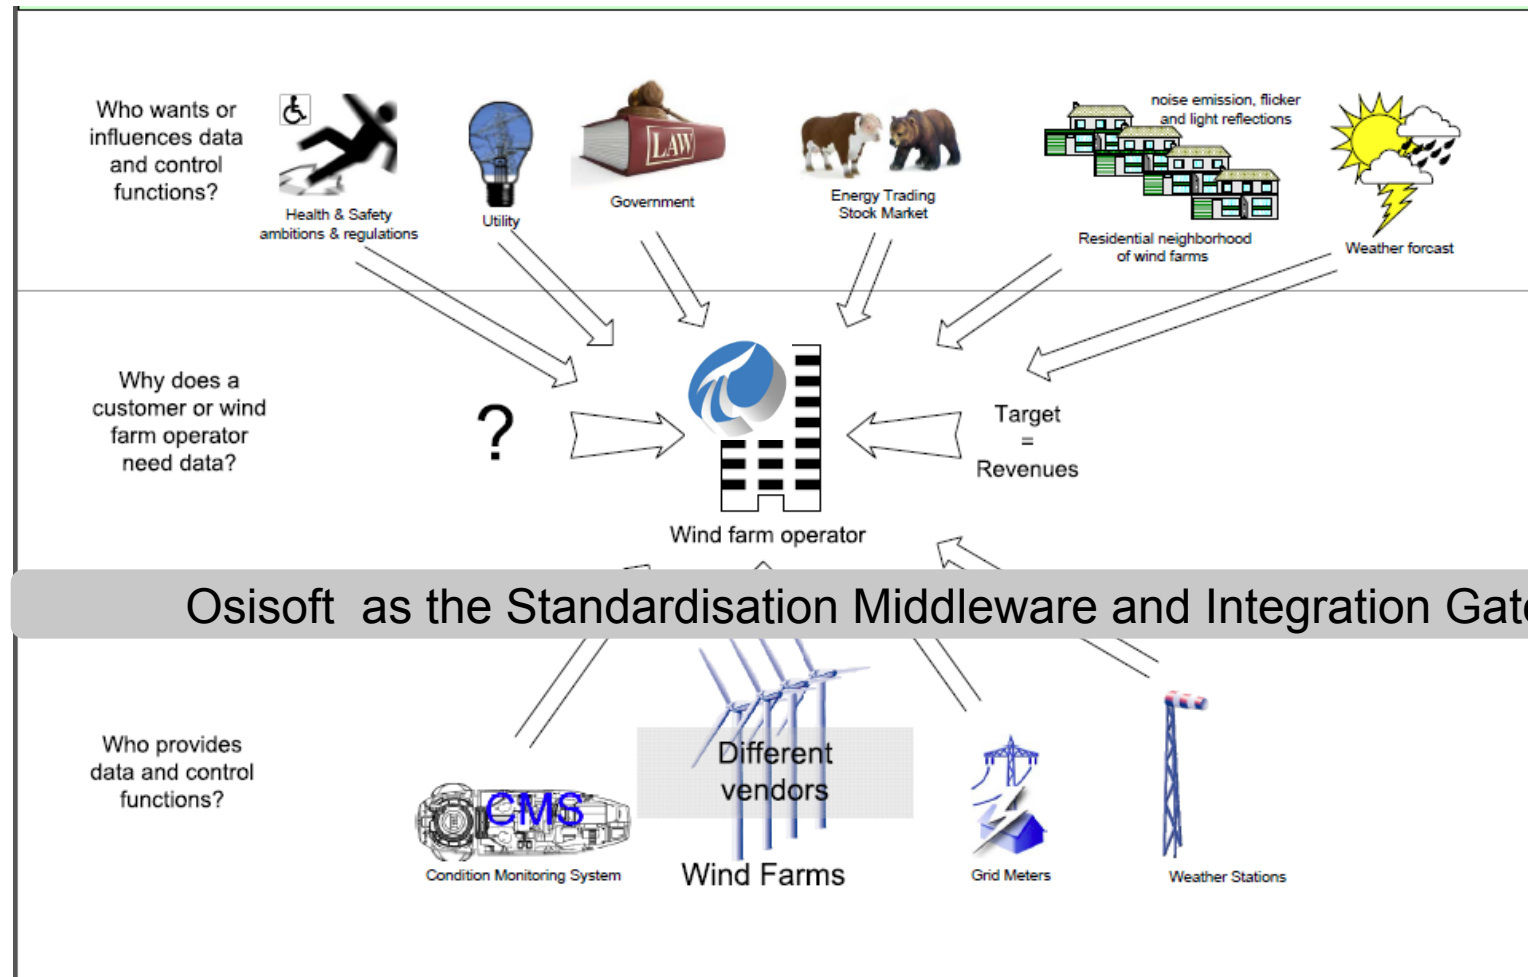 Who wants or
influences data
and control
functions?
Health & Safety
ambitions & regulations
Utility
LAW
Government
Energy Trading
Stock Market
noise emission, flicker
and light reflections
Residential neighborhood
of wind farms
Weather forcast
Why does a
customer or wind
farm operator
need data?
?
Target
=
Revenues
Wind farm operator
Osisoft as the Standardisation Middleware and Integration
Who provides
data and control
functions?
CMS
Condition Monitoring System
Different
vendors
Wind Farms
Grid Meters
Weather Stations